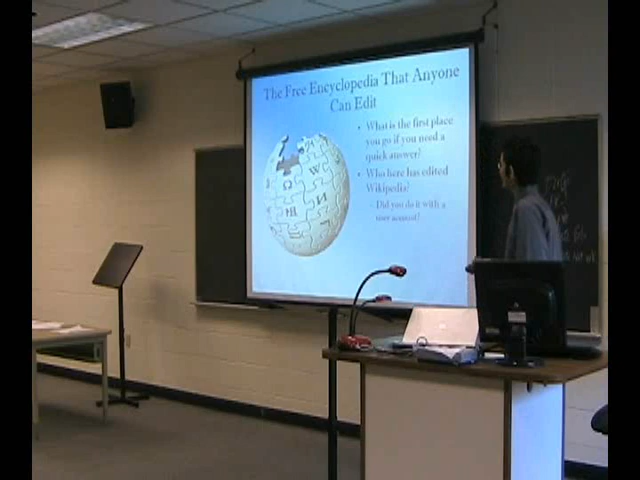 The Free Encyclopedia That Anyone
Can Edit
• What is the first place
you go if you need a
quick answer?
• Who here has edited
Wikipedia?
– Did you do it with a
user account?
Ω
W
И